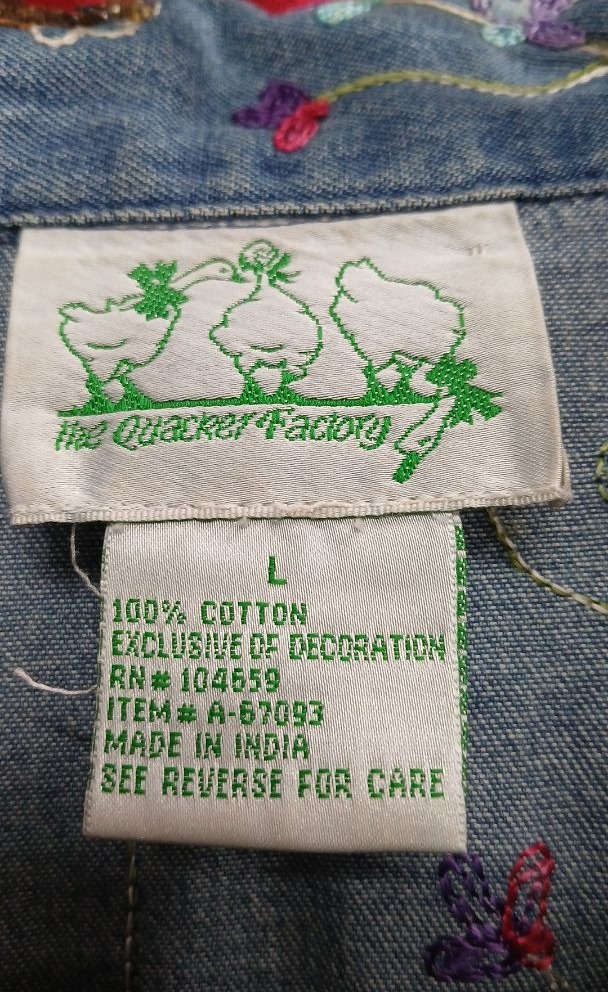 the Quacker Factory
L
100% COTTON
EXCLUSIVE OF DECORATION
RN# 104659
ITEM# A-67093
MADE IN INDIA
SEE REVERSE FOR CARE